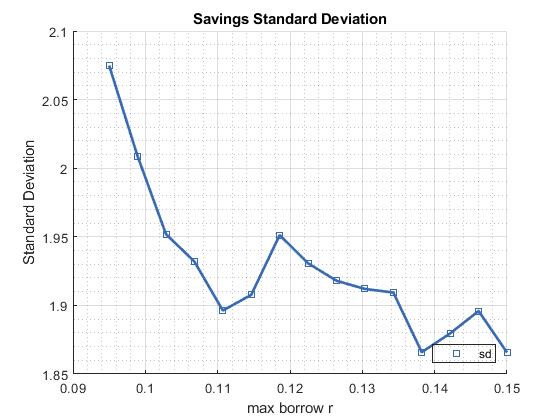 Savings Standard Deviation
2.1
2.05
2
1.95
1.9
1.85
Standard Deviation
sd
0.09 0.1 0.11 0.12 0.13 0.14 0.15
max borrow r